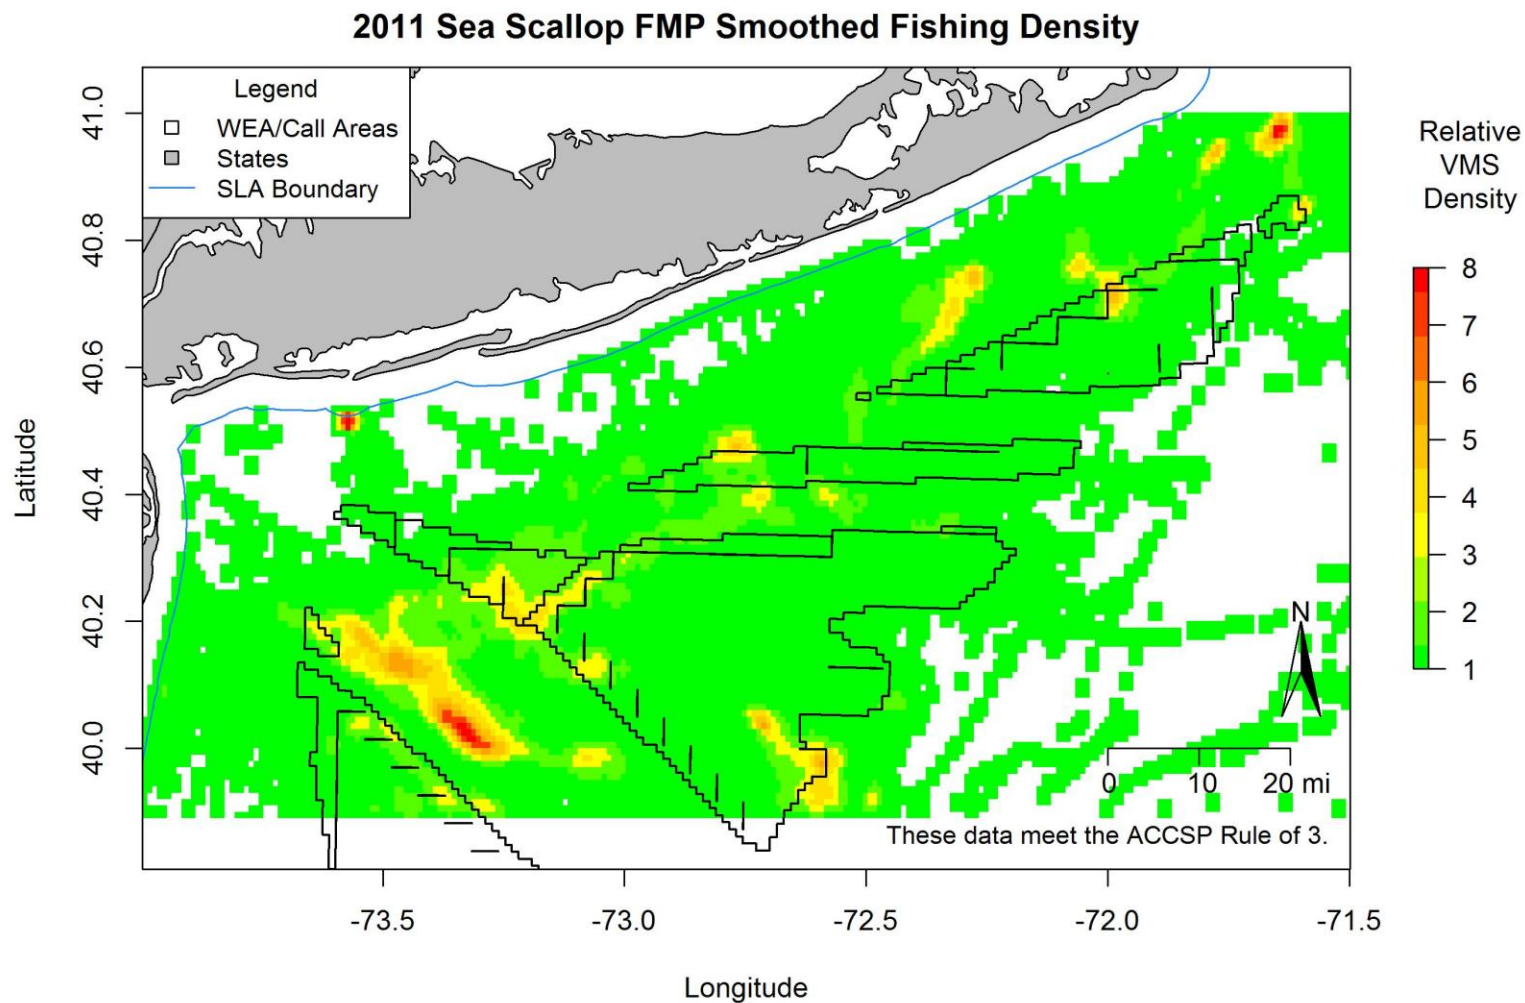 2011 Sea Scallop FMP Smoothed Fishing Density
Legend
WEA/Call Areas
States
SLA Boundary
Relative
VMS
Density
8
7
6
5
4
3
2
1
Latitude
41.0
40.8
40.6
40.4
40.2
40.0
N
0 10 20 mi
These data meet the ACCSP Rule of 3.
-73.5 -73.0 -72.5 -72.0 -71.5
Longitude